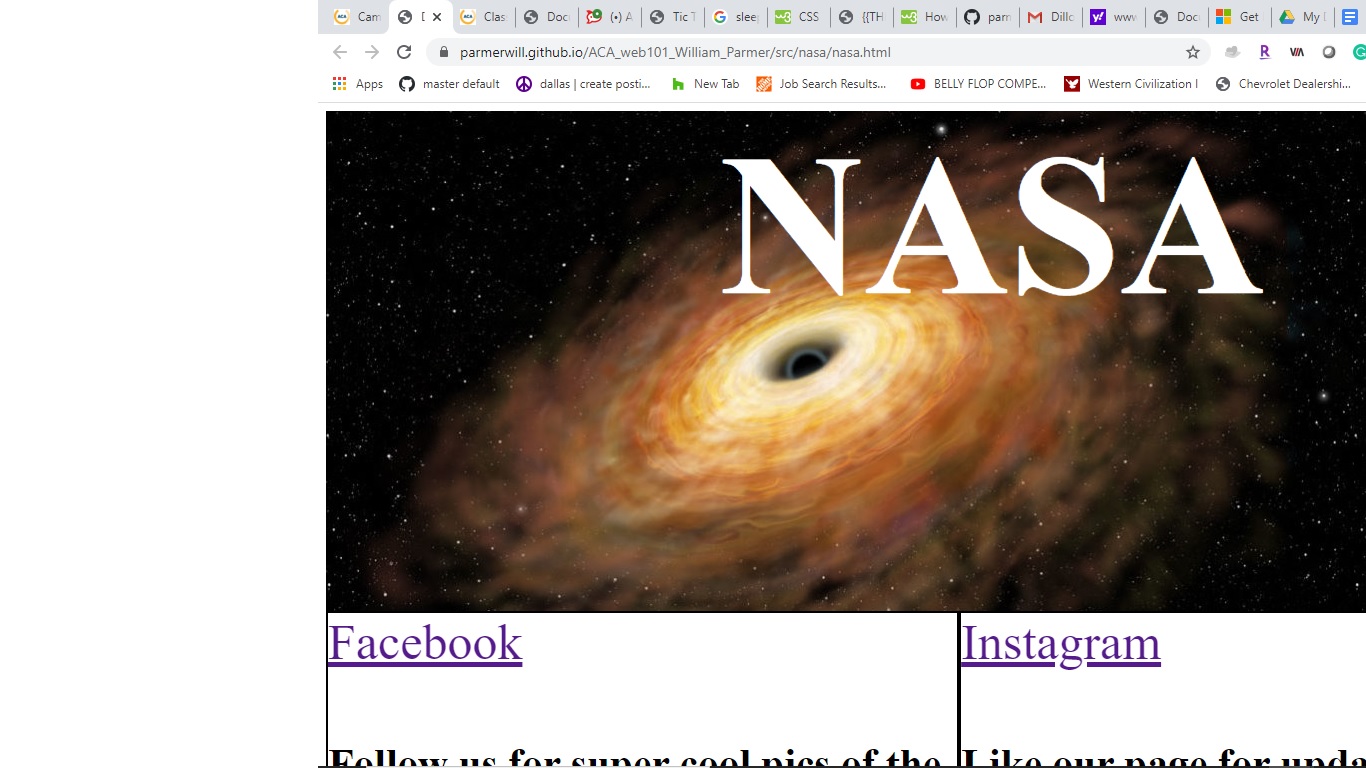 Cam
Clas
Doc
(•) A
Tic T
slee
CSS
{{TH
How
parm
Dillo
www
Doc
Get
My
parmerwill.github.io/ACA_web101_William_Parmer/src/nasa/nasa.html
Apps master default dallas | create posti... New Tab Job Search Results... BELLY FLOP COMPE... Western Civilization I Chevrolet Dealershi...
NASA
Facebook Instagram
Follow us for super cool pics of the Like our page for upda